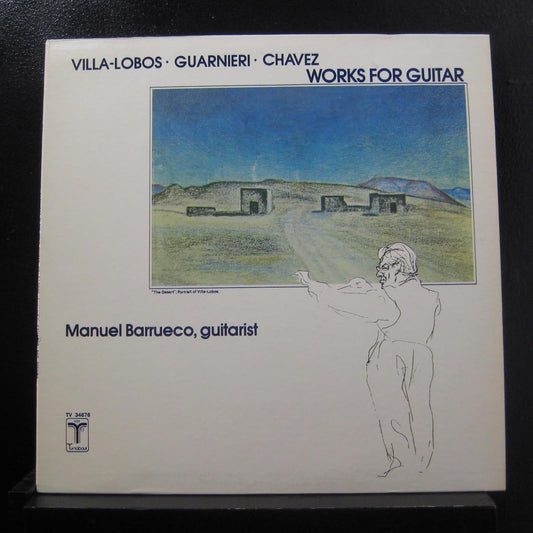 VILLA-LOBOS · GUARNIERI · CHAVEZ
WORKS FOR GUITAR
"The Desert"; Portrait of Villa-Lobos.
Manuel Barrueco, guitarist
TV 34676
Turnabout